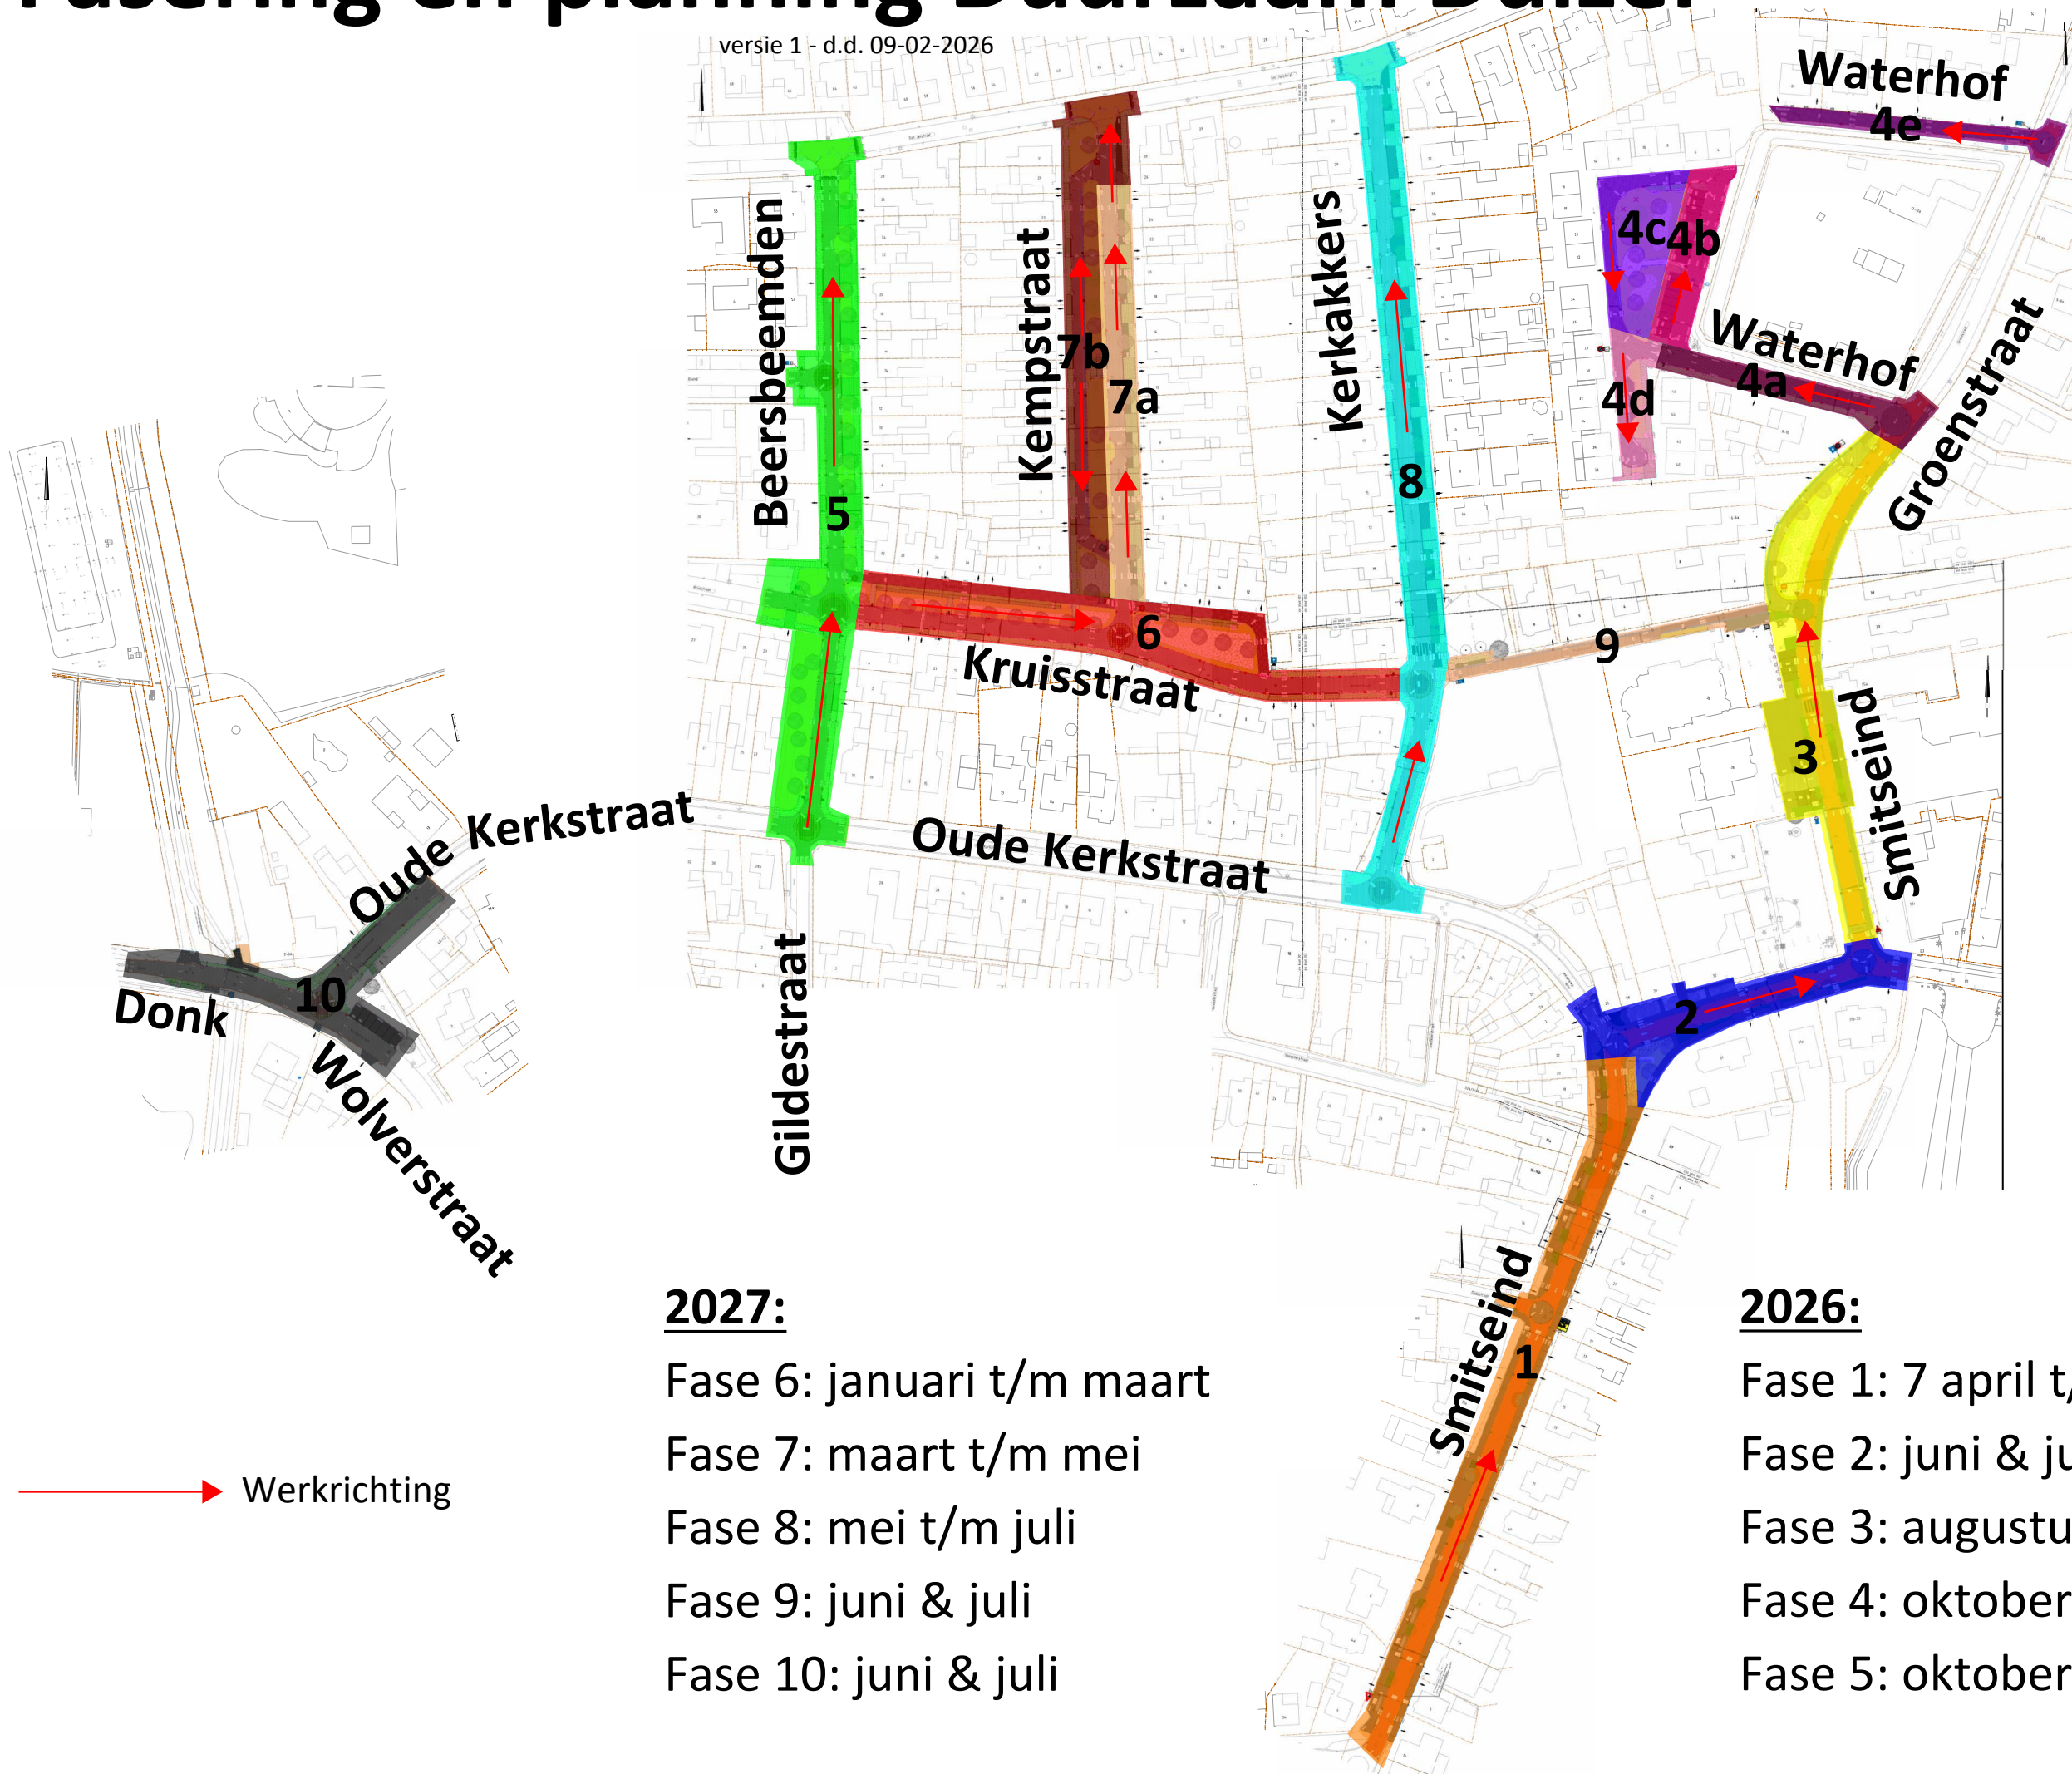 versie 1 - d.d. 09-02-2026
Waterhof
4e
4c
4b
Waterhof
4a
4d
Groenstraat
Beersbeemden
5
Kempstraat
7b
7a
Kerkakkers
8
6
Kruisstraat
9
3
Smitseind
Oude Kerkstraat
Oude Kerkstraat
10
Donk
Wolverstraat
Gildestraat
2
Smitseind
1
Werkrichting
2027:
Fase 6: januari t/m maart
Fase 7: maart t/m mei
Fase 8: mei t/m juli
Fase 9: juni & juli
Fase 10: juni & juli
2026:
Fase 1: 7 april
Fase 2: juni &
Fase 3:
Fase 4: oktober
Fase 5: oktober